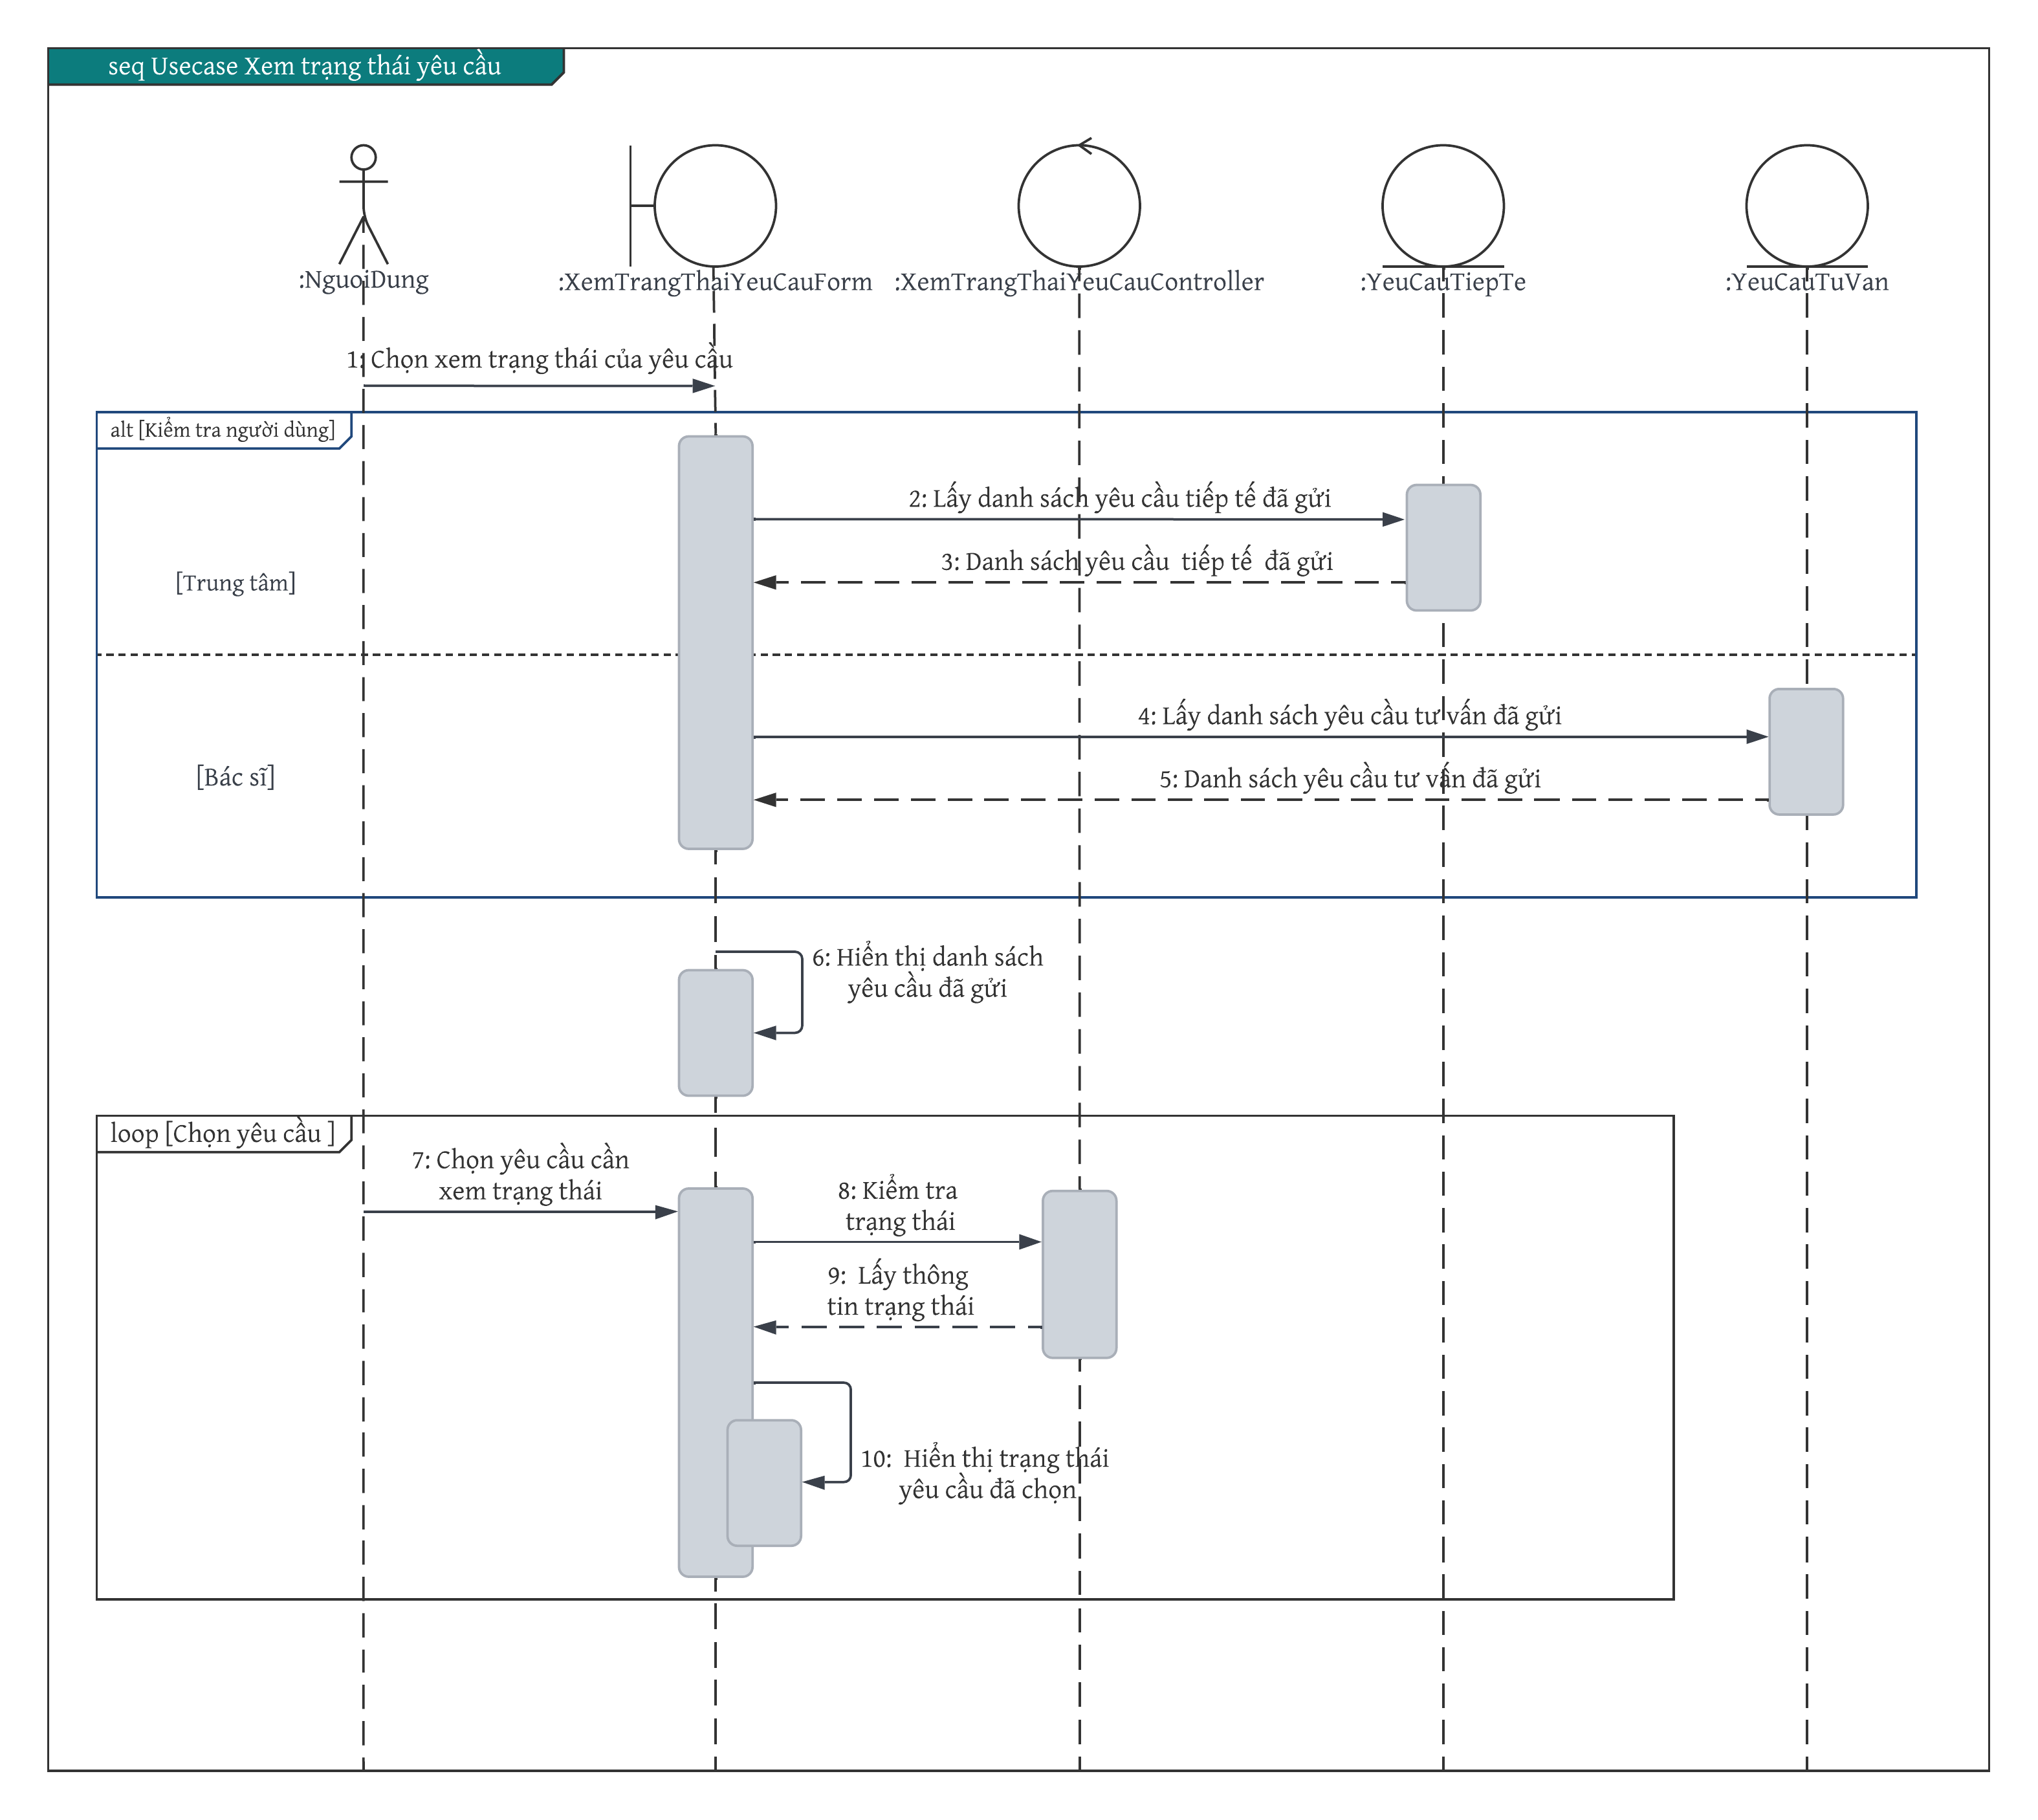 seq Usecase Xem trạng thái yêu cầu
:NguoiDung
:XemTrangThaiYeuCauForm
:XemTrangThaiYeuCauController
:YeuCauTiepTe
:YeuCauTuVan
1: Chọn xem trạng thái của yêu cầu
alt [Kiểm tra người dùng]
2: Lấy danh sách yêu cầu tiếp tế đã gửi
3: Danh sách yêu cầu tiếp tế đã gửi
[Trung tâm]
4: Lấy danh sách yêu cầu tư vấn đã gửi
[Bác sĩ]
5: Danh sách yêu cầu tư vấn đã gửi
6: Hiển thị danh sách
yêu cầu đã gửi
loop [Chọn yêu cầu ]
7: Chọn yêu cầu cần
xem trạng thái
8: Kiểm tra
trạng thái
9: Lấy thông
tin trạng thái
10: Hiển thị trạng thái
yêu cầu đã chọn